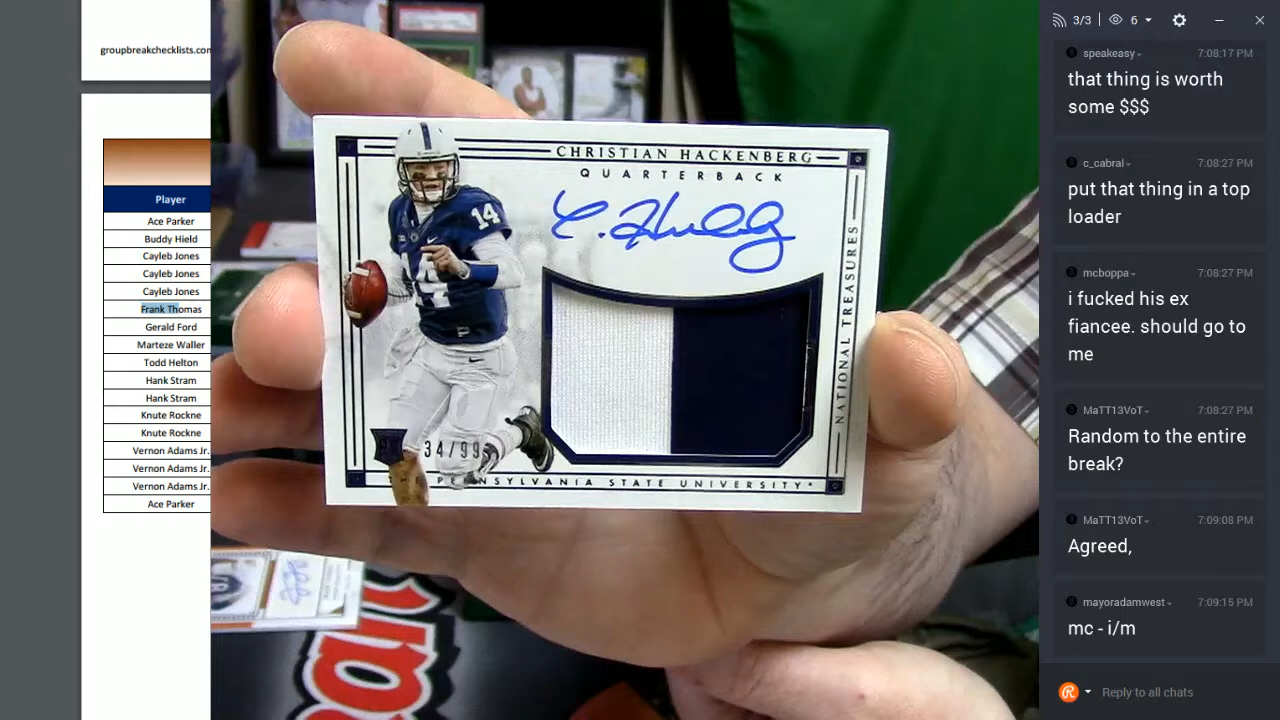 groupbreakchecklists.com
Player
Ace Parker
Buddy Hield
Cayleb Jones
Cayleb Jones
Cayleb Jones
Frank Thomas
Gerald Ford
Marteze Waller
Todd Helton
Hank Stram
Hank Stram
Knute Rockne
Knute Rockne
Vernon Adams Jr.
Vernon Adams Jr.
Vernon Adams Jr.
Ace Parker
CHRISTIAN HACKENBERG
QUARTERBACK
C. Hackenberg
14
14
NATIONAL TREASURES
34/99
PENNSYLVANIA STATE UNIVERSITY
3/3
6
speakeasy
7:08:17 PM
that thing is worth
some $$$
c_cabral
7:08:27 PM
put that thing in a top
loader
mcboppa
7:08:27 PM
i fucked his ex
fiancee. should go to
me
MaTT13VoT
7:08:27 PM
Random to the entire
break?
MaTT13VoT
7:09:08 PM
Agreed,
mayoradamwest
7:09:15 PM
mc - i/m
Reply to all chats